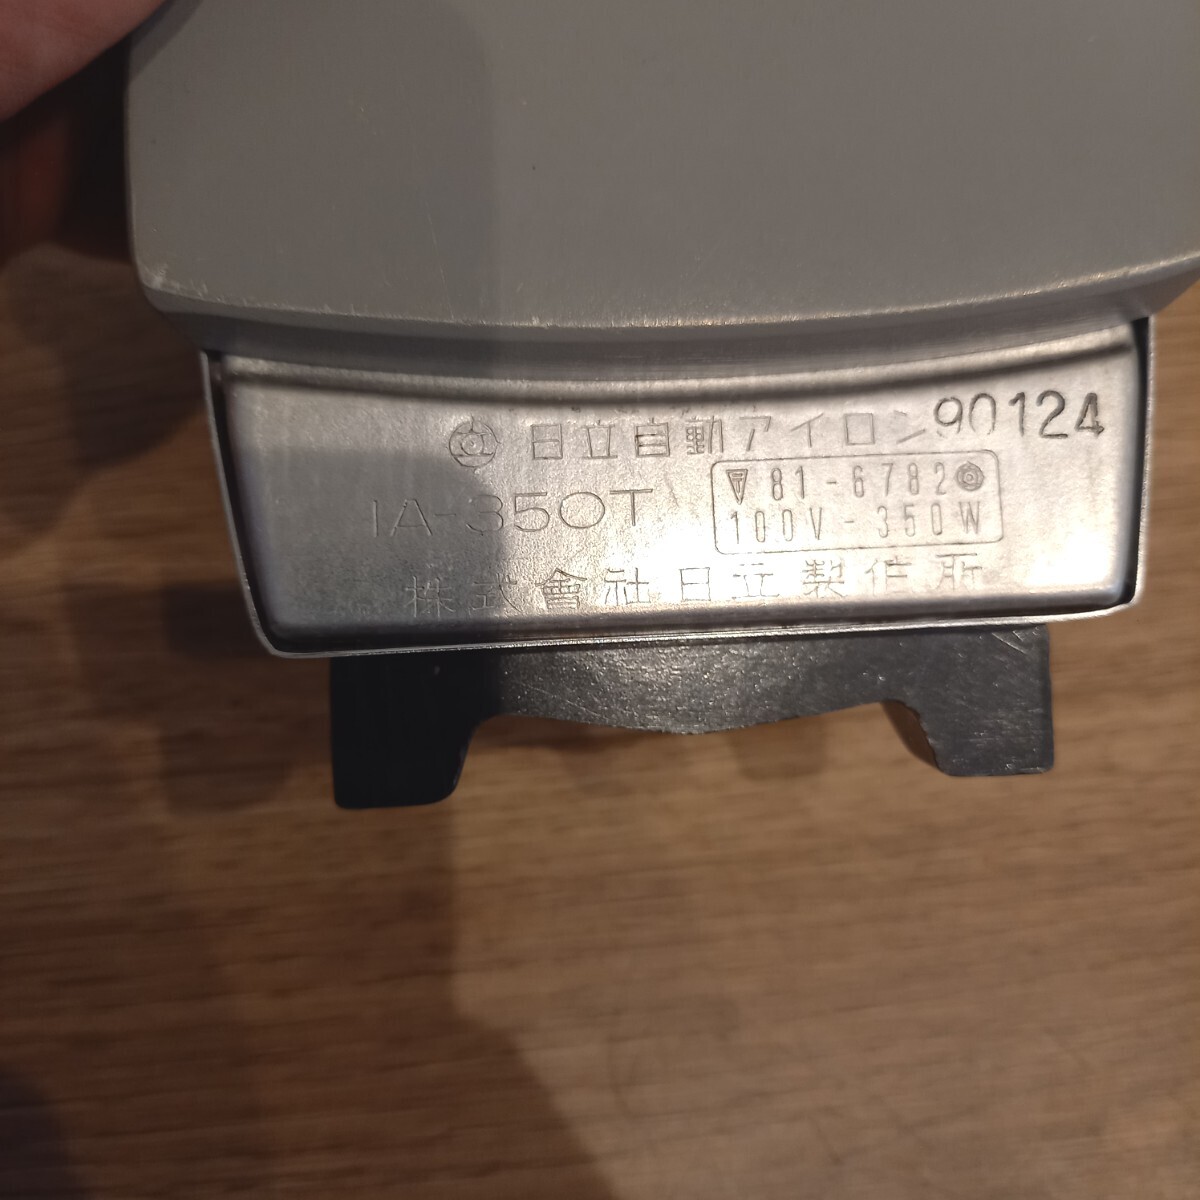 日立自動アイロン 90124
IA-350T
▽ 81-6782
100V-350W
株式會社日立製作所